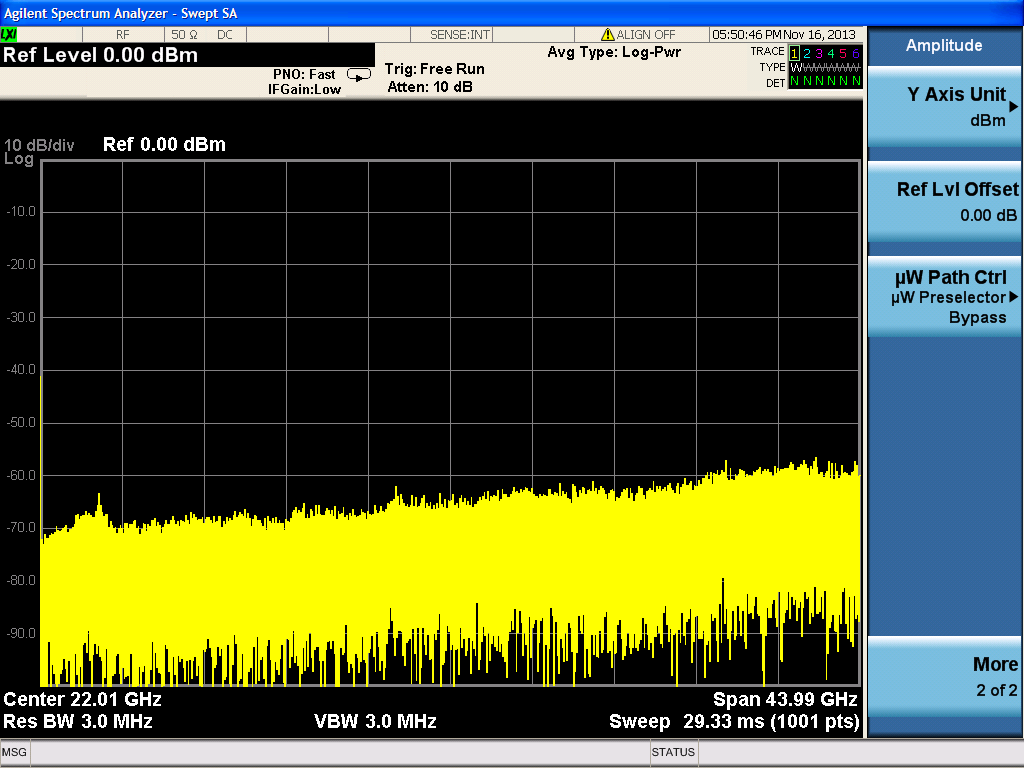 Agilent Spectrum Analyzer - Swept SA
LXI RF 50 Ω DC SENSE:INT ALIGN OFF 05:50:46 PM Nov 16, 2013
Ref Level 0.00 dBm
PNO: Fast
IFGain:Low
Trig: Free Run
Atten: 10 dB
Avg Type: Log-Pwr
TRACE 1 2 3 4 5 6
TYPE W
DET N N N N N N
10 dB/div Ref 0.00 dBm
Log
-10.0
-20.0
-30.0
-40.0
-50.0
-60.0
-70.0
-80.0
-90.0
Center 22.01 GHz Span 43.99 GHz
Res BW 3.0 MHz VBW 3.0 MHz Sweep 29.33 ms (1001 pts)
MSG STATUS
Amplitude
Y Axis Unit
dBm
Ref Lvl Offset
0.00 dB
µW Path Ctrl
µW Preselector
Bypass
More
2 of 2